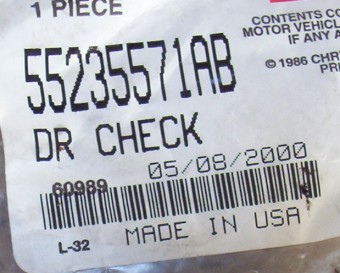 1 PIECE
CONTENTS CO
MOTOR VEHICL
IF ANY A
© 1986 CHR
PRIN
55235571AB
DR CHECK
05/08/2000
60989
L-32
MADE IN USA